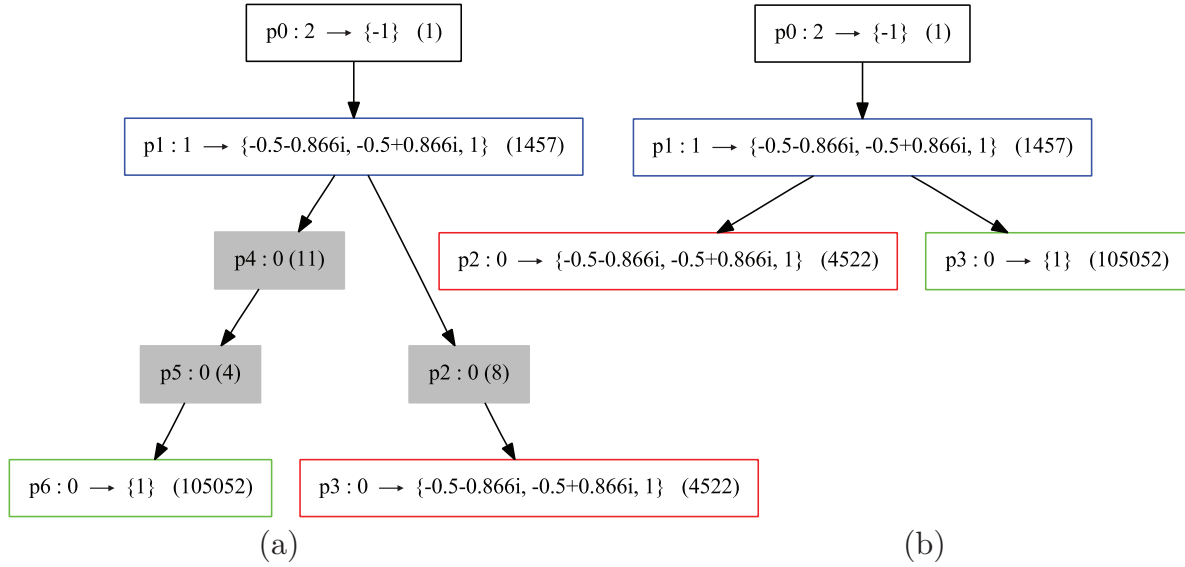 p0 : 2 → {-1} (1)
p1 : 1 → {-0.5-0.866i, -0.5+0.866i, 1} (1457)
p4 : 0 (11)
p5 : 0 (4)
p2 : 0 (8)
p6 : 0 → {1} (105052)
p3 : 0 → {-0.5-0.866i, -0.5+0.866i, 1} (4522)
(a)
p0 : 2 → {-1} (1)
p1 : 1 → {-0.5-0.866i, -0.5+0.866i, 1} (1457)
p2 : 0 → {-0.5-0.866i, -0.5+0.866i, 1} (4522)
p3 : 0 → {1} (105052)
(b)